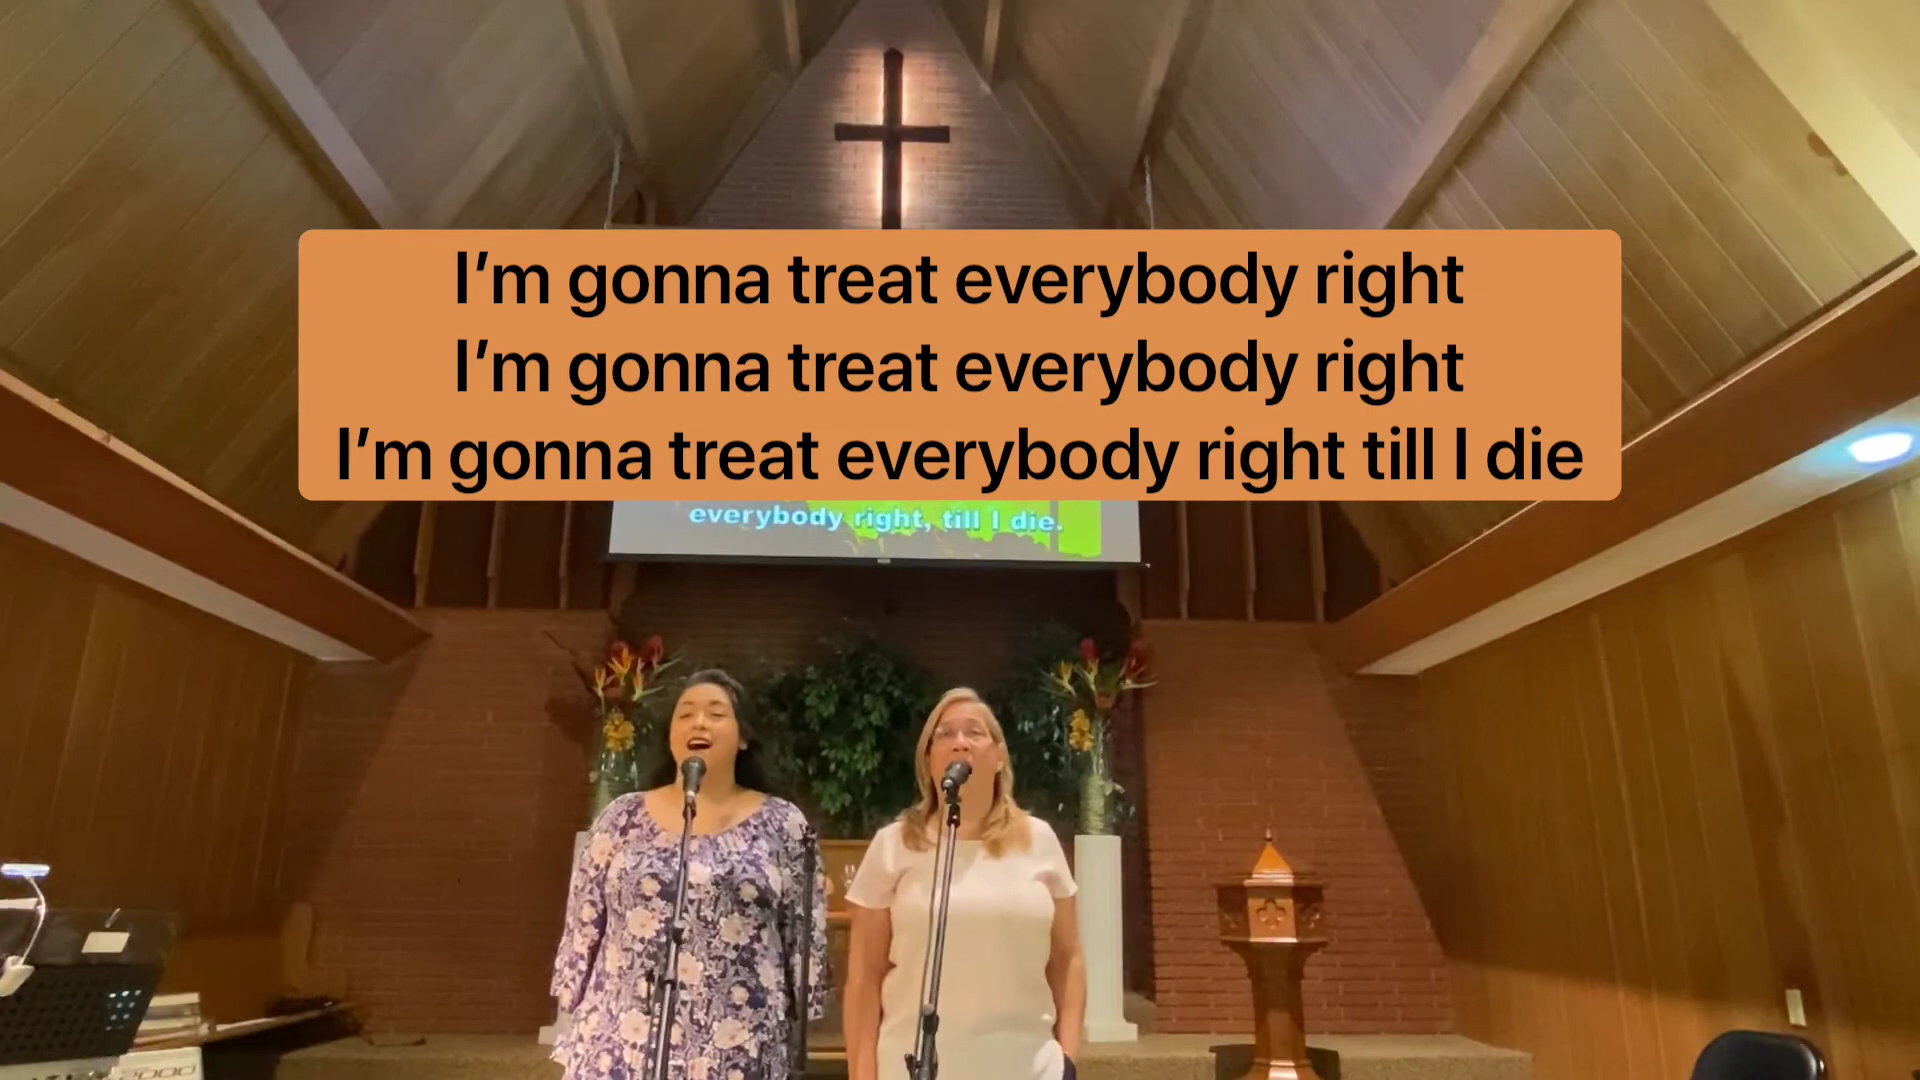 I'm gonna treat everybody right
I'm gonna treat everybody right
I'm gonna treat everybody right till I die
everybody right, till I die.